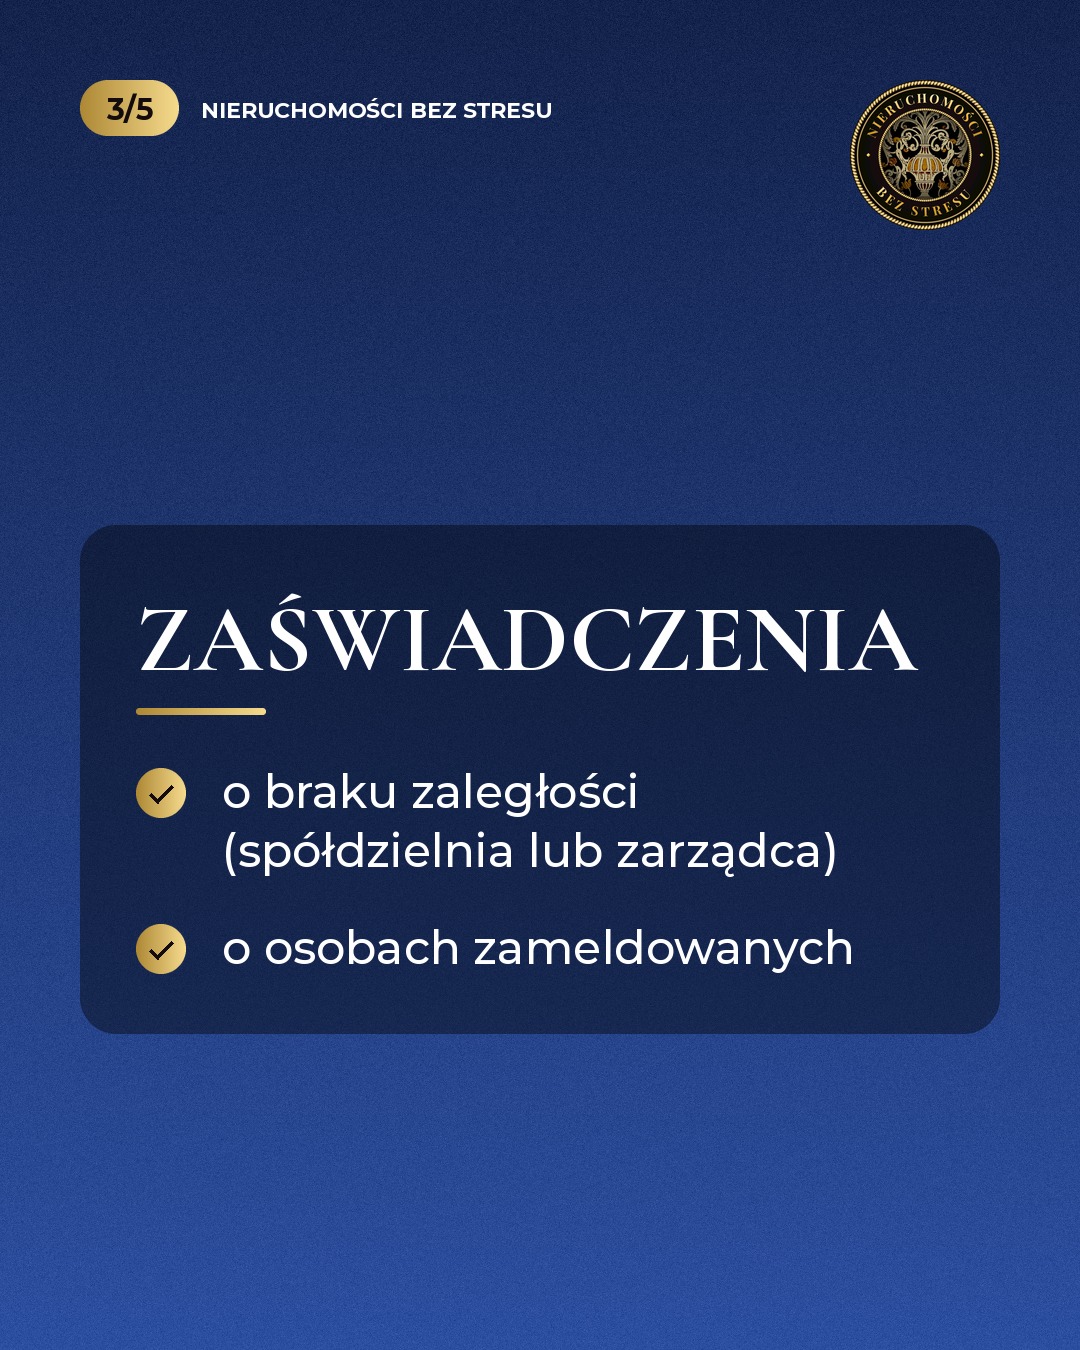 3/5
NIERUCHOMOŚCI BEZ STRESU
NIERUCHOMOŚCI
BEZ STRESU
ZAŚWIADCZENIA
o braku zaległości
(spółdzielnia lub zarządca)
o osobach zameldowanych